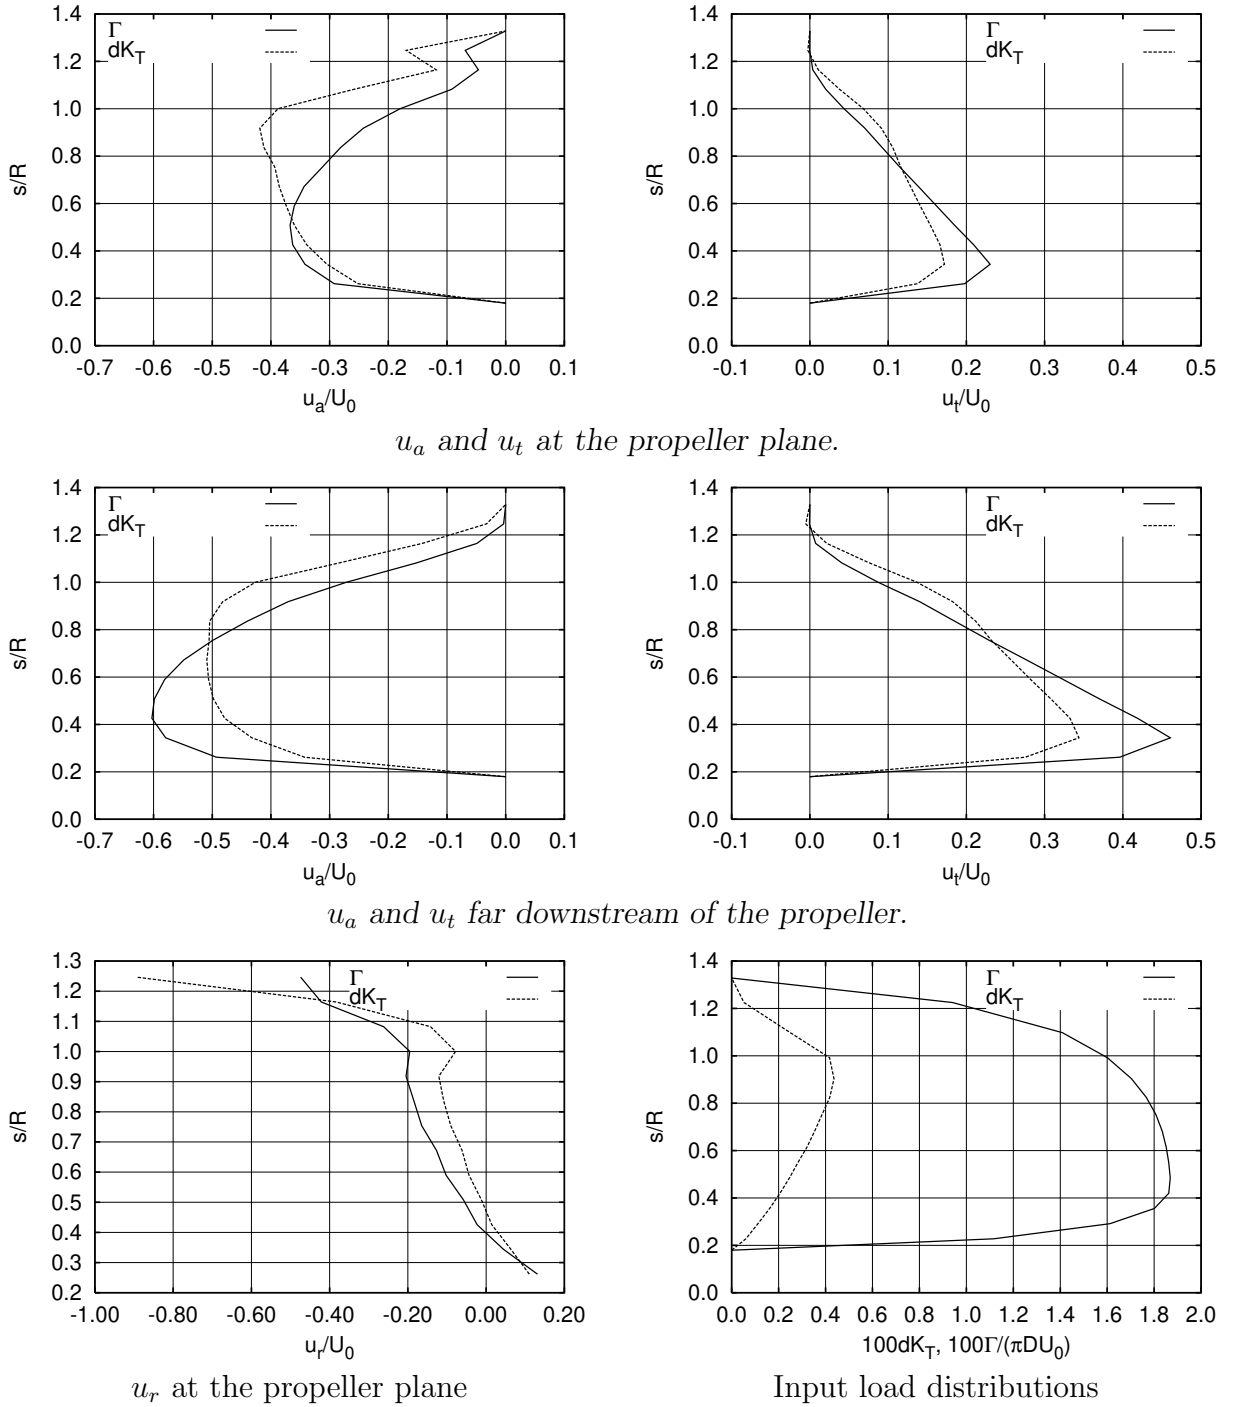 1.4
1.2
1.0
0.8
0.6
0.4
0.2
0.0
s/R
Γ
dK_T
-0.7 -0.6 -0.5 -0.4 -0.3 -0.2 -0.1 0.0 0.1
u_a/U_0
1.4
1.2
1.0
0.8
0.6
0.4
0.2
0.0
s/R
Γ
dK_T
-0.1 0.0 0.1 0.2 0.3 0.4 0.5
u_t/U_0
u_a and u_t at the propeller plane.
1.4
1.2
1.0
0.8
0.6
0.4
0.2
0.0
s/R
Γ
dK_T
-0.7 -0.6 -0.5 -0.4 -0.3 -0.2 -0.1 0.0 0.1
u_a/U_0
1.4
1.2
1.0
0.8
0.6
0.4
0.2
0.0
s/R
Γ
dK_T
-0.1 0.0 0.1 0.2 0.3 0.4 0.5
u_t/U_0
u_a and u_t far downstream of the propeller.
1.3
1.2
1.1
1.0
0.9
0.8
0.7
0.6
0.5
0.4
0.3
0.2
s/R
Γ
dK_T
-1.00 -0.80 -0.60 -0.40 -0.20 0.00 0.20
u_r/U_0
u_r at the propeller plane
1.4
1.2
1.0
0.8
0.6
0.4
0.2
0.0
s/R
Γ
dK_T
0.0 0.2 0.4 0.6 0.8 1.0 1.2 1.4 1.6 1.8 2.0
100dK_T, 100Γ/(πDU_0)
Input load distributions